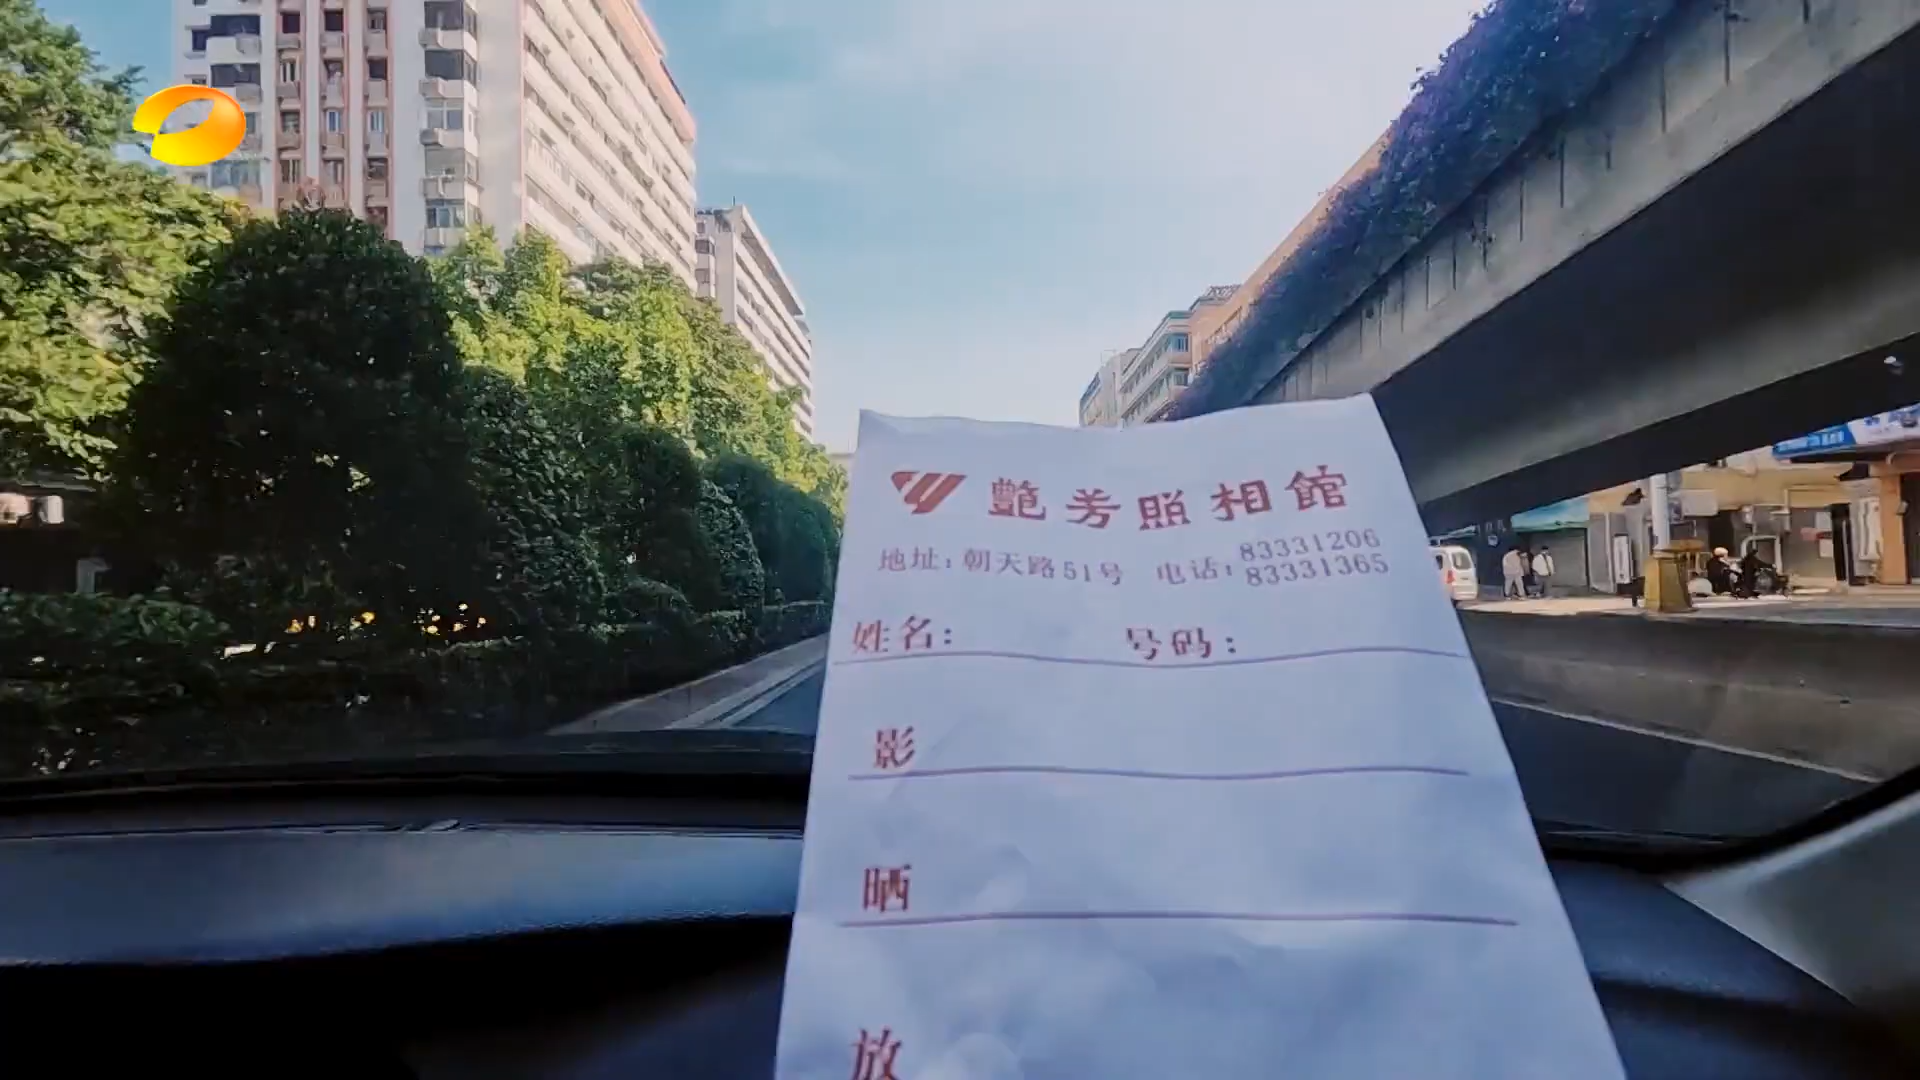 艷芳照相館
地址：朝天路51号 电话：83331206
83331365
姓名： 号码：
影
晒
放